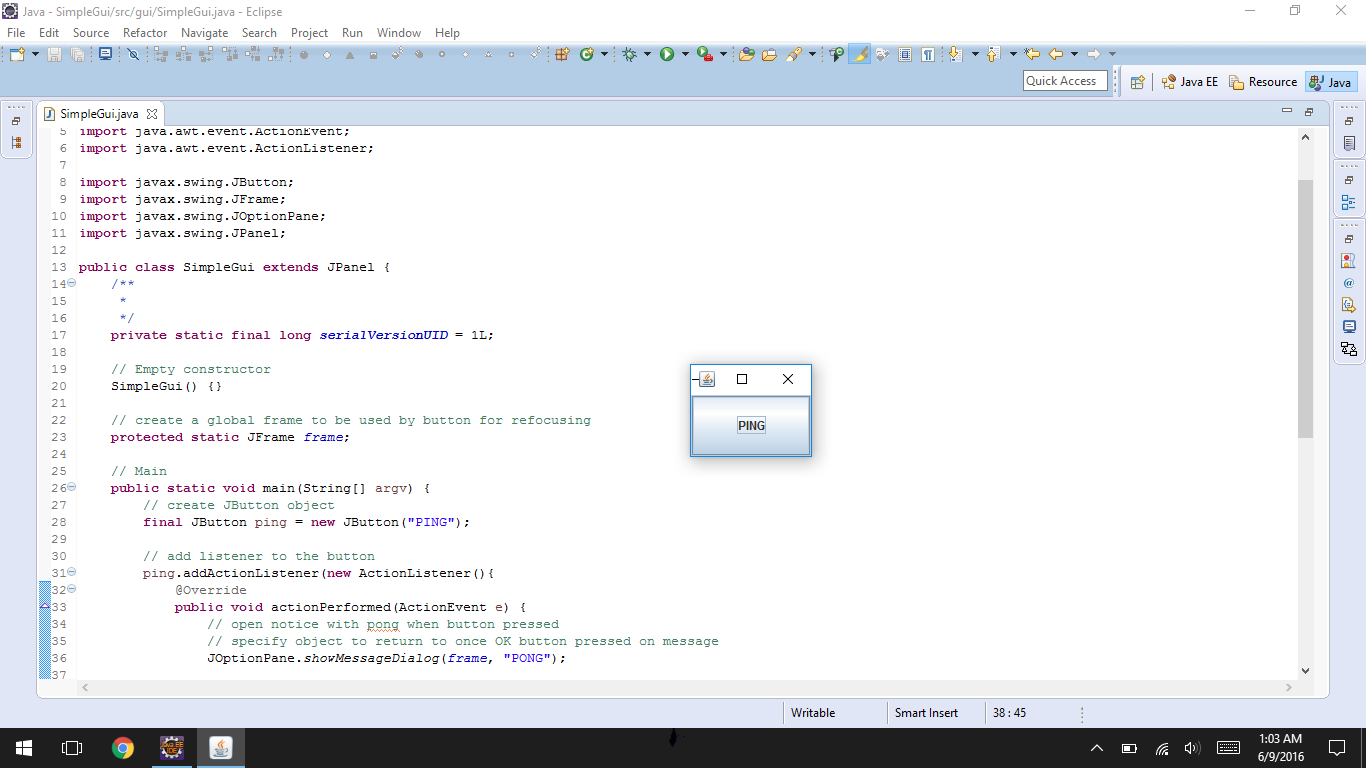 Java - SimpleGui/src/gui/SimpleGui.java - Eclipse
File Edit Source Refactor Navigate Search Project Run Window Help
Quick Access Java EE Resource Java
SimpleGui.java
5 import java.awt.event.ActionEvent;
6 import java.awt.event.ActionListener;
7
8 import javax.swing.JButton;
9 import javax.swing.JFrame;
10 import javax.swing.JOptionPane;
11 import javax.swing.JPanel;
12
13 public class SimpleGui extends JPanel {
14 /**
15 *
16 */
17 private static final long serialVersionUID = 1L;
18
19 // Empty constructor
20 SimpleGui() {}
21
22 // create a global frame to be used by button for refocusing
23 protected static JFrame frame;
24
25 // Main
26 public static void main(String[] argv) {
27 // create JButton object
28 final JButton ping = new JButton("PING");
29
30 // add listener to the button
31 ping.addActionListener(new ActionListener(){
32 @Override
33 public void actionPerformed(ActionEvent e) {
34 // open notice with pong when button pressed
35 // specify object to return to once OK button pressed on message
36 JOptionPane.showMessageDialog(frame, "PONG");
37
PING
Writable Smart Insert 38 : 45
1:03 AM
6/9/2016